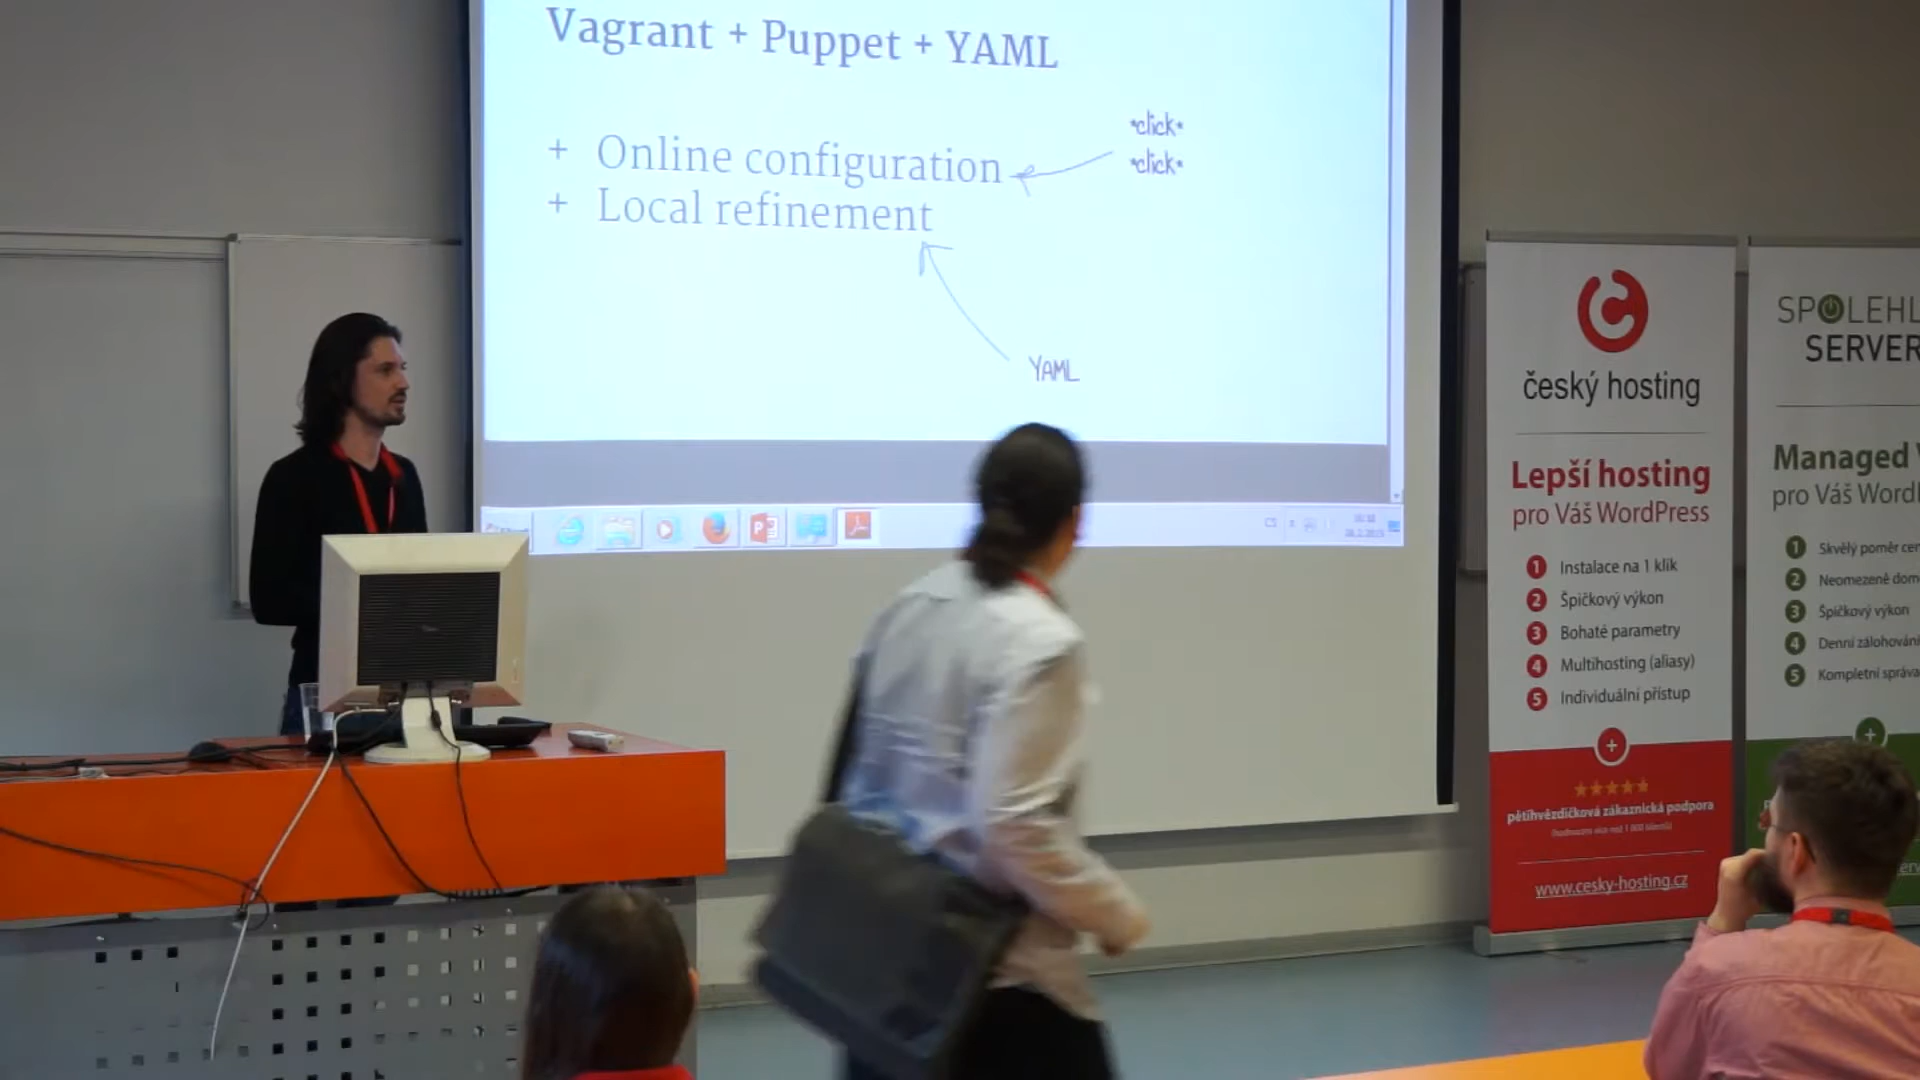 Vagrant + Puppet + YAML
+ Online configuration
*click*
*click*
+ Local refinement
YAML
český hosting
Lepší hosting
pro Váš WordPress
1 Instalace na 1 klik
2 Špičkový výkon
3 Bohaté parametry
4 Multihosting (aliasy)
5 Individuální přístup
+
pětihvězdičková zákaznická podpora
www.cesky-hosting.cz
SPOLEHL
SERVER
Managed
pro Váš Word
1 Skvělý poměr cen
2 Neomezeně dom
3 Špičkový výkon
4 Denní zálohování
5 Kompletní správa
+